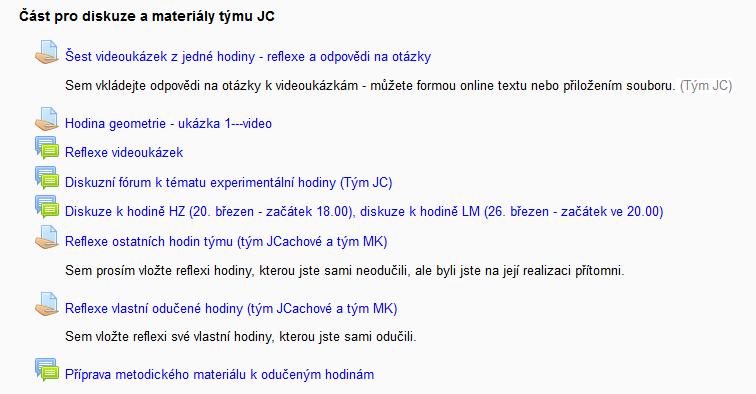 Část pro diskuze a materiály týmu JC
Šest videoukázek z jedné hodiny - reflexe a odpovědi na otázky
Sem vkládejte odpovědi na otázky k videoukázkám - můžete formou online textu nebo přiložením souboru. (Tým JC)
Hodina geometrie - ukázka 1---video
Reflexe videoukázek
Diskuzní fórum k tématu experimentální hodiny (Tým JC)
Diskuze k hodině HZ (20. březen - začátek 18.00), diskuze k hodině LM (26. březen - začátek ve 20.00)
Reflexe ostatních hodin týmu (tým JCachové a tým MK)
Sem prosím vložte reflexi hodiny, kterou jste sami neodučili, ale byli jste na její realizaci přítomni.
Reflexe vlastní odučené hodiny (tým JCachové a tým MK)
Sem vložte reflexi své vlastní hodiny, kterou jste sami odučili.
Příprava metodického materiálu k odučeným hodinám